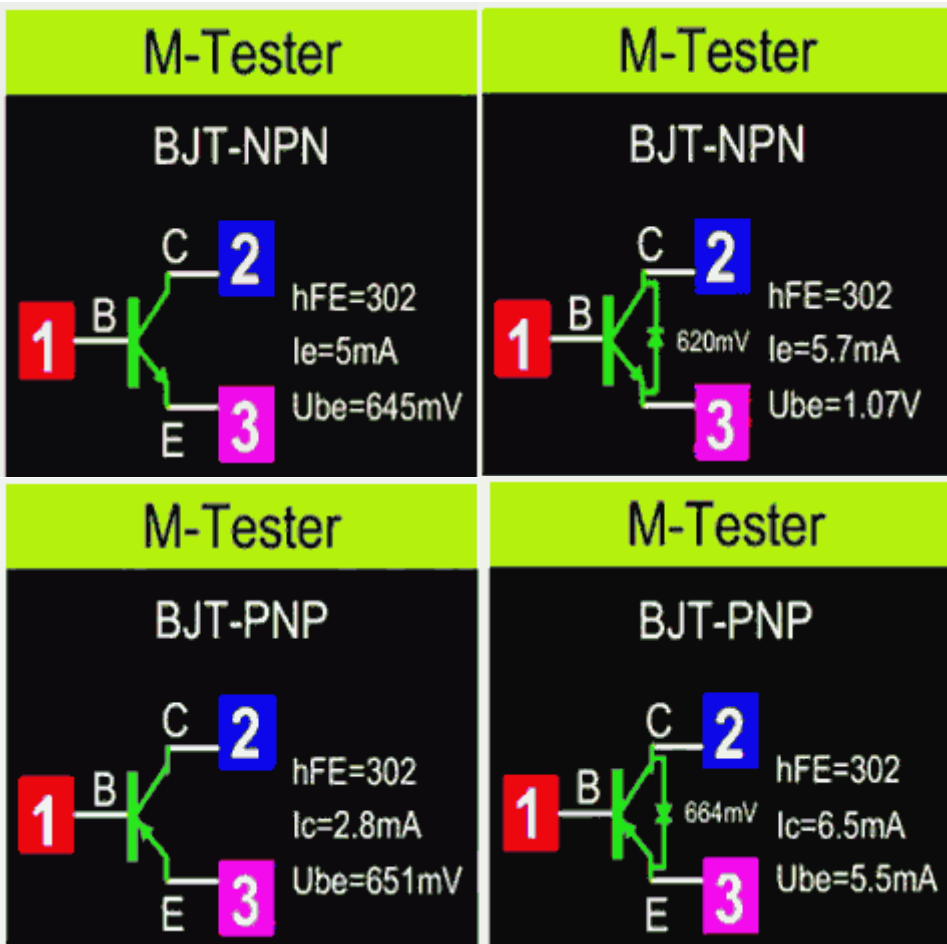 M-Tester
BJT-NPN
C 2
hFE=302
1 B
Ie=5mA
Ube=645mV
E 3
M-Tester
BJT-NPN
C 2
hFE=302
1 B
620mV Ie=5.7mA
Ube=1.07V
3
M-Tester
BJT-PNP
C 2
hFE=302
1 B
Ic=2.8mA
Ube=651mV
E 3
M-Tester
BJT-PNP
C 2
hFE=302
1 B
664mV Ic=6.5mA
Ube=5.5mA
E 3